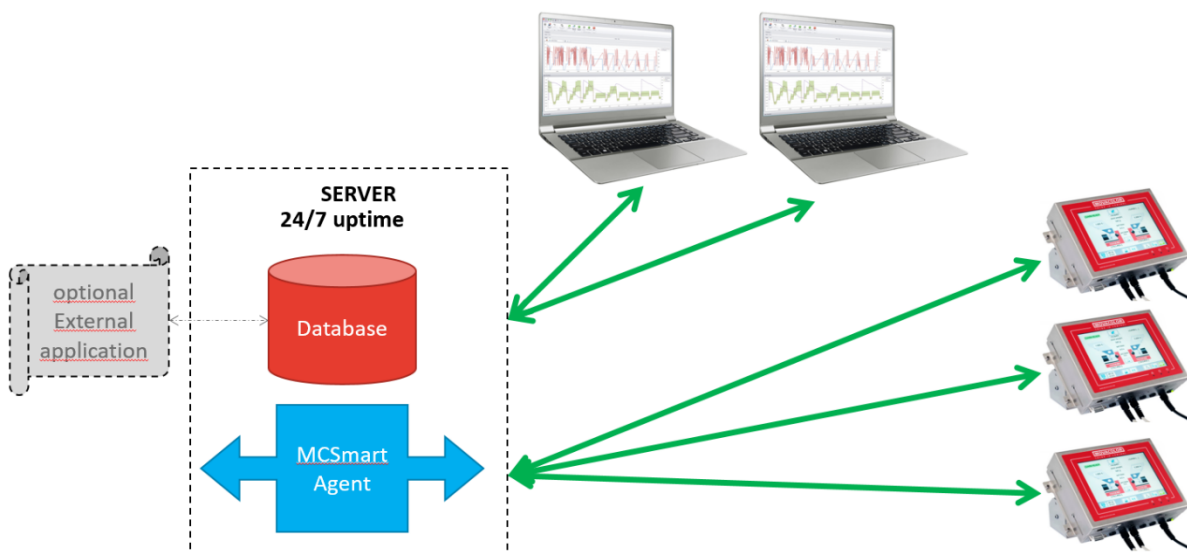 SERVER
24/7 uptime
optional
External
application
Database
MCSmart
Agent